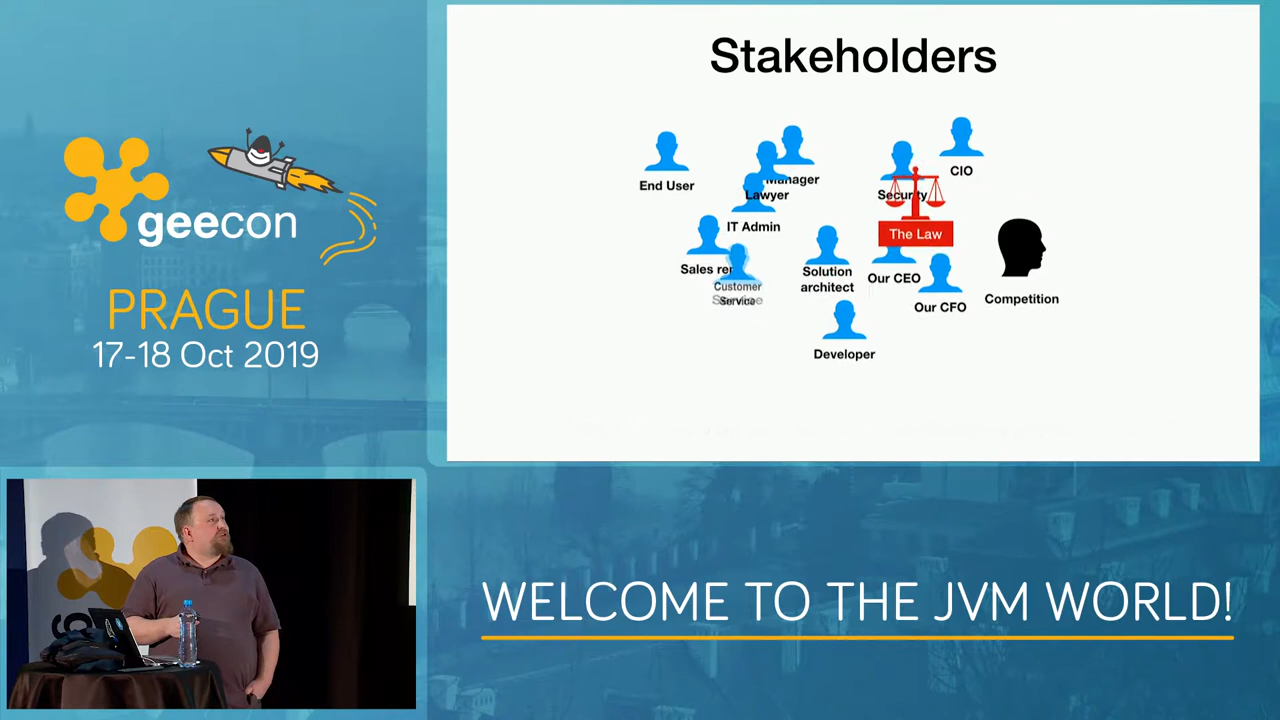 geecon
PRAGUE
17-18 Oct 2019
Stakeholders
CIO
Manager
End User
Lawyer
Security
IT Admin
The Law
Sales rep
Solution
architect
Our CEO
Customer
Service
Competition
Our CFO
Developer
WELCOME TO THE JVM WORLD!